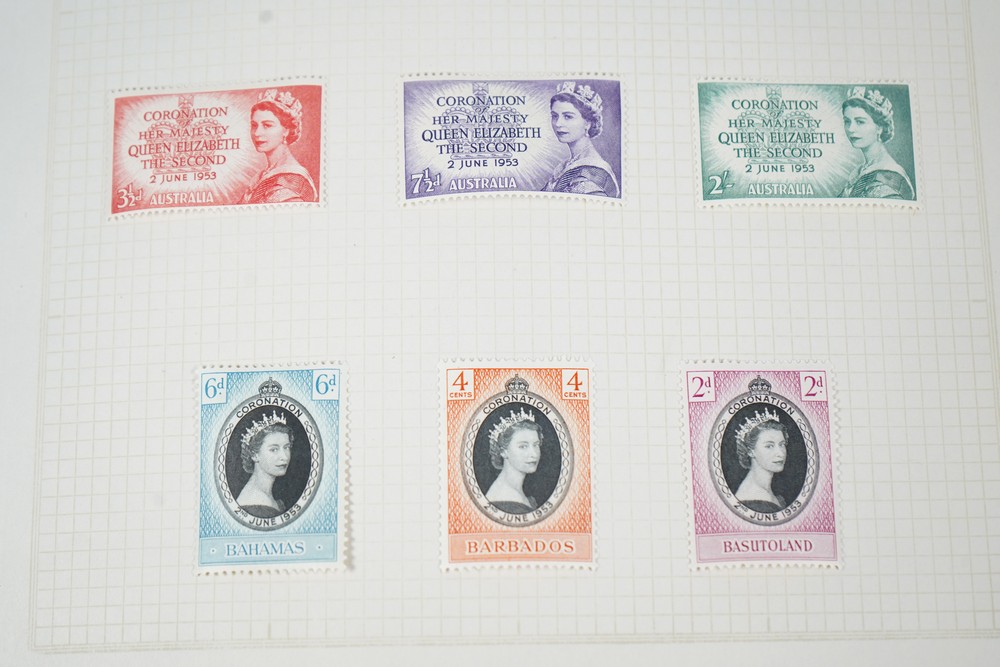 CORONATION
of
HER MAJESTY
QUEEN ELIZABETH
THE SECOND
2 JUNE 1953
3½d AUSTRALIA
CORONATION
of
HER MAJESTY
QUEEN ELIZABETH
THE SECOND
2 JUNE 1953
7½d AUSTRALIA
CORONATION
of
HER MAJESTY
QUEEN ELIZABETH
THE SECOND
2 JUNE 1953
2/- AUSTRALIA
6d. 6d.
CORONATION
2ND JUNE 1953
BAHAMAS
4 CENTS 4 CENTS
CORONATION
2ND JUNE 1953
BARBADOS
2d. 2d.
CORONATION
2ND JUNE 1953
BASUTOLAND